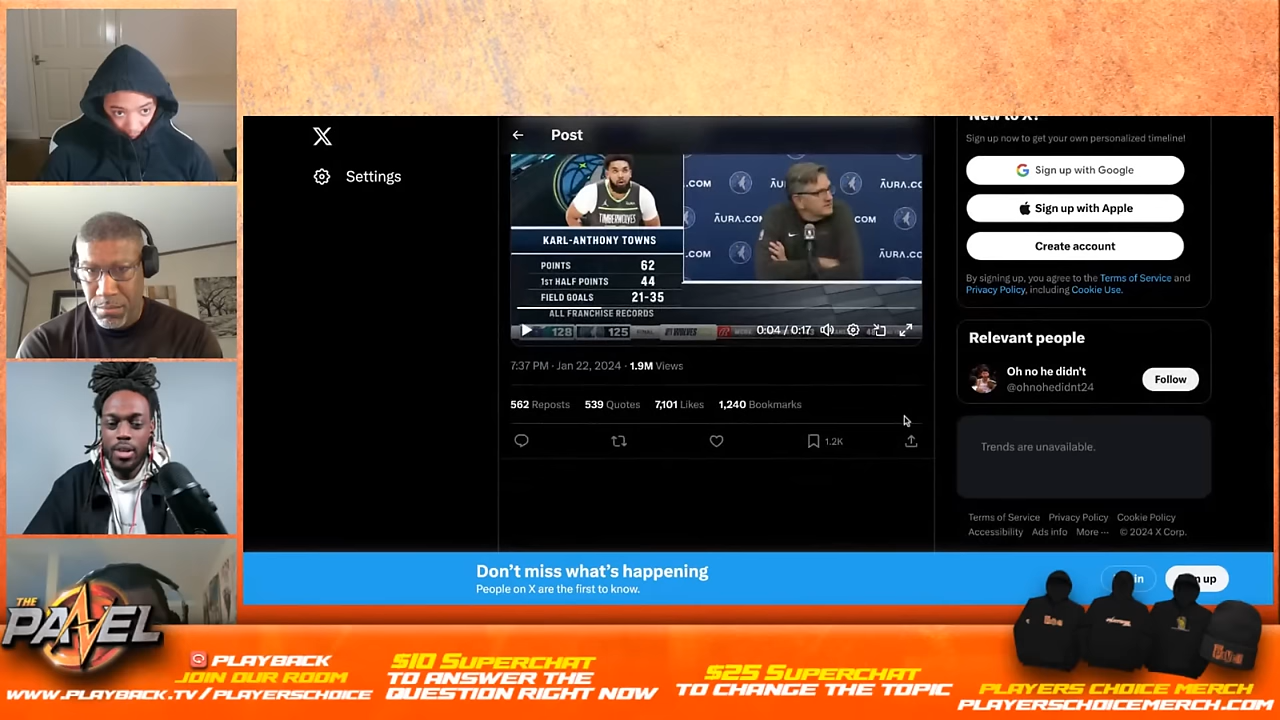 X
Settings
Post
KARL-ANTHONY TOWNS
POINTS 62
1ST HALF POINTS 44
FIELD GOALS 21-35
ALL FRANCHISE RECORDS
128 125
TIMBERWOLVES
.COM
AURA.COM
0:04 / 0:17
7:37 PM · Jan 22, 2024 · 1.9M Views
562 Reposts 539 Quotes 7,101 Likes 1,240 Bookmarks
1.2K
New to X?
Sign up now to get your own personalized timeline!
Sign up with Google
Sign up with Apple
Create account
By signing up, you agree to the Terms of Service and
Privacy Policy, including Cookie Use.
Relevant people
Oh no he didn't
@ohnohedidnt24
Follow
Trends are unavailable.
Terms of Service Privacy Policy Cookie Policy
Accessibility Ads info More ··· © 2024 X Corp.
Don't miss what's happening
People on X are the first to know.
THE
PANEL
PLAYBACK
JOIN OUR ROOM
WWW.PLAYBACK.TV/PLAYERSCHOICE
$10 SUPERCHAT
TO ANSWER THE
QUESTION RIGHT NOW
$25 SUPERCHAT
TO CHANGE THE TOPIC
PLAYERS CHOICE MERCH
PLAYERSCHOICEMERCH.COM